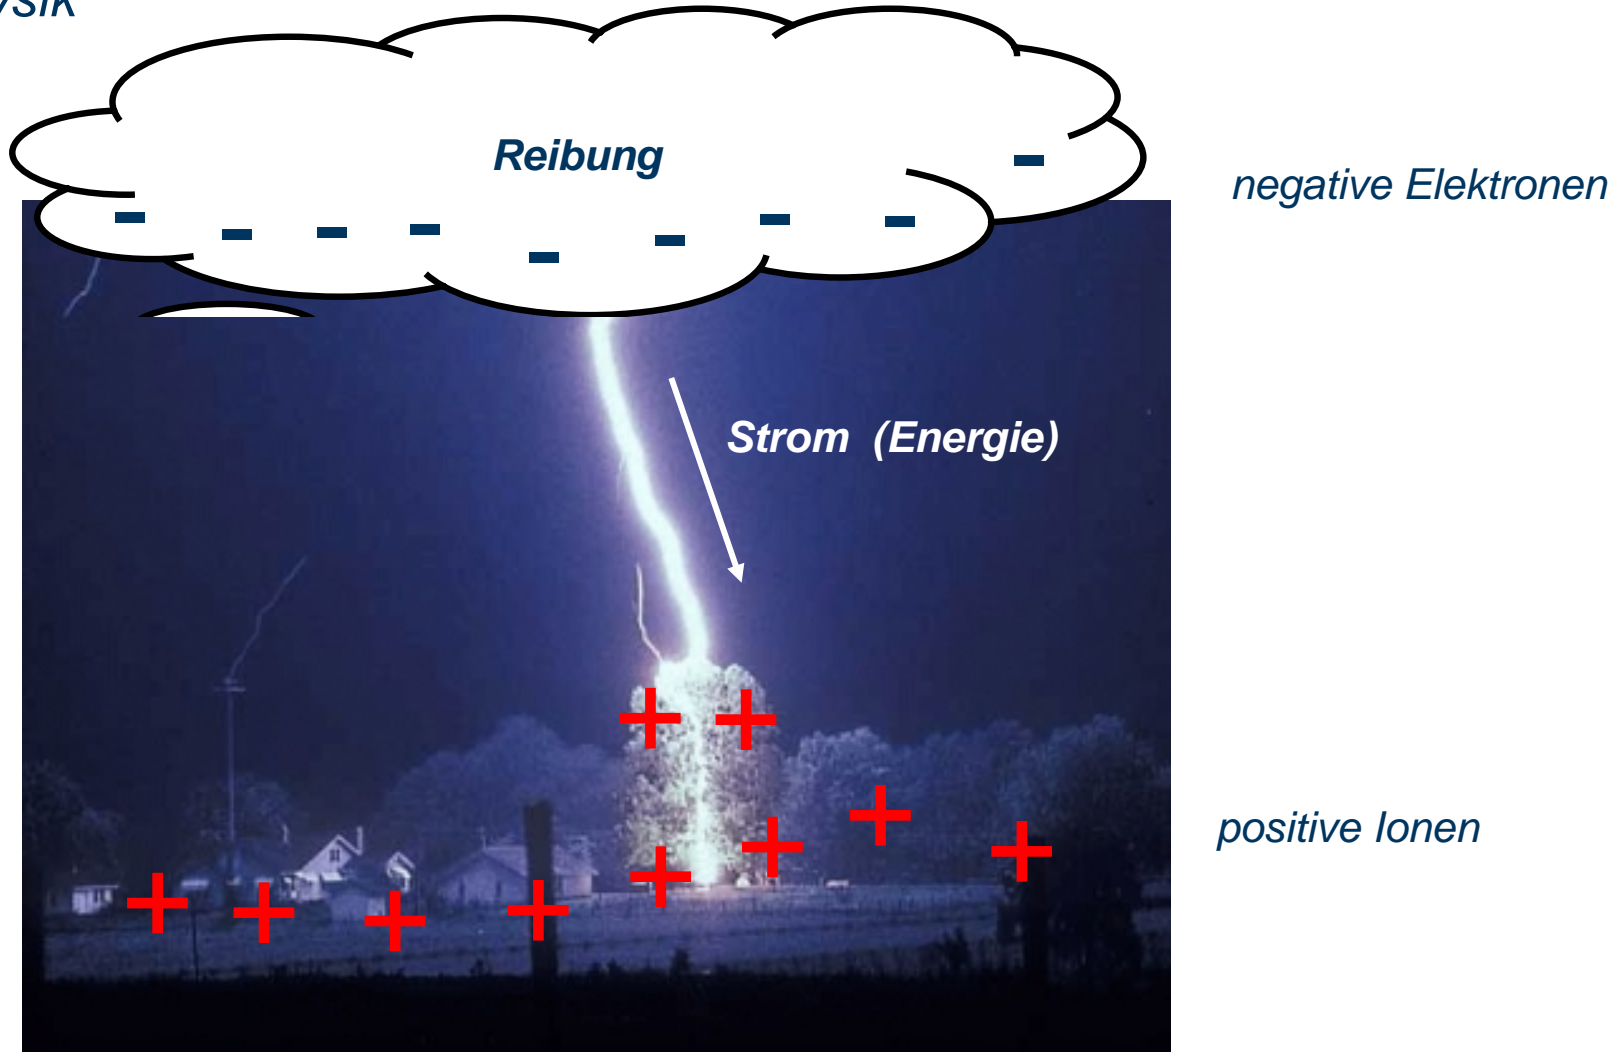 Reibung
negative Elektronen
Strom (Energie)
positive Ionen